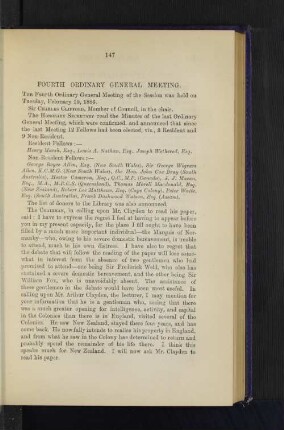 147
FOURTH ORDINARY GENERAL MEETING.
The Fourth Ordinary General Meeting of the Session was held on
Tuesday, February 1885.
Sir Charles Clifford, Member of Council, in the chair.
The Honorary Secretary read the Minutes of the last Ordinary
General Meeting, which were confirmed, and announced that since
the last Meeting 12 Fellows had been elected, viz., 3 Resident and
9 Non-Resident.
Resident Fellows:—
Henry Marsh, Esq., Lewis A. Nathan, Esq., Joseph Wetherell, Esq.
Non-Resident Fellows:—
George Boyce Allen, Esq. (New South Wales), Sir George Wigram
Allen, K.C.M.G. (New South Wales), Hon. John Cox Bray (South
Australia), Hector Cameron, Esq., Q.C., M.P. (Canada), A. J.
Esq., M.A., M.R.C.S. (Queensland), Thomas Morell Macdonald, Esq.
(New Zealand), Robert Esq. (Cape Colony), Peter Wade,
Esq. (South Australia), Frank Dashwood Watson, Esq. (Assam).
The list of donors to the Library was also announced.
The Chairman, in calling upon Mr. Clayden to read his paper,
said: I have to express the regret I feel at having to appear before
you in my present capacity, for the place I fill ought to have been
filled by a much more important individual—the Marquis of Normanby
—who, owing to his severe domestic bereavement, is unable
to attend, much to his own distress. I have also to regret that
the debate that will follow the reading of the paper will lose somewhat
in interest from the absence of two gentlemen who had
promised to attend—one being Sir Frederick Weld, who also has
sustained a severe domestic bereavement, and the other being Sir
William Fox, who is unavoidably absent. The assistance of
these gentlemen in the debate would have been most useful. In
calling upon Mr. Arthur Clayden, the lecturer, I may mention for
your information that he is a gentleman who, seeing that there
was a much greater opening for intelligence, activity, and capital
in the Colonies than there is in England, visited several of the
Colonies. He saw New Zealand, stayed there four years, and has
come back. He now fully intends to realise his property in England,
and from what he saw in the Colony has determined to return and
probably spend the remainder of his life there. I think this
speaks much for New Zealand. I will now ask Mr. Clayden to
read his paper.